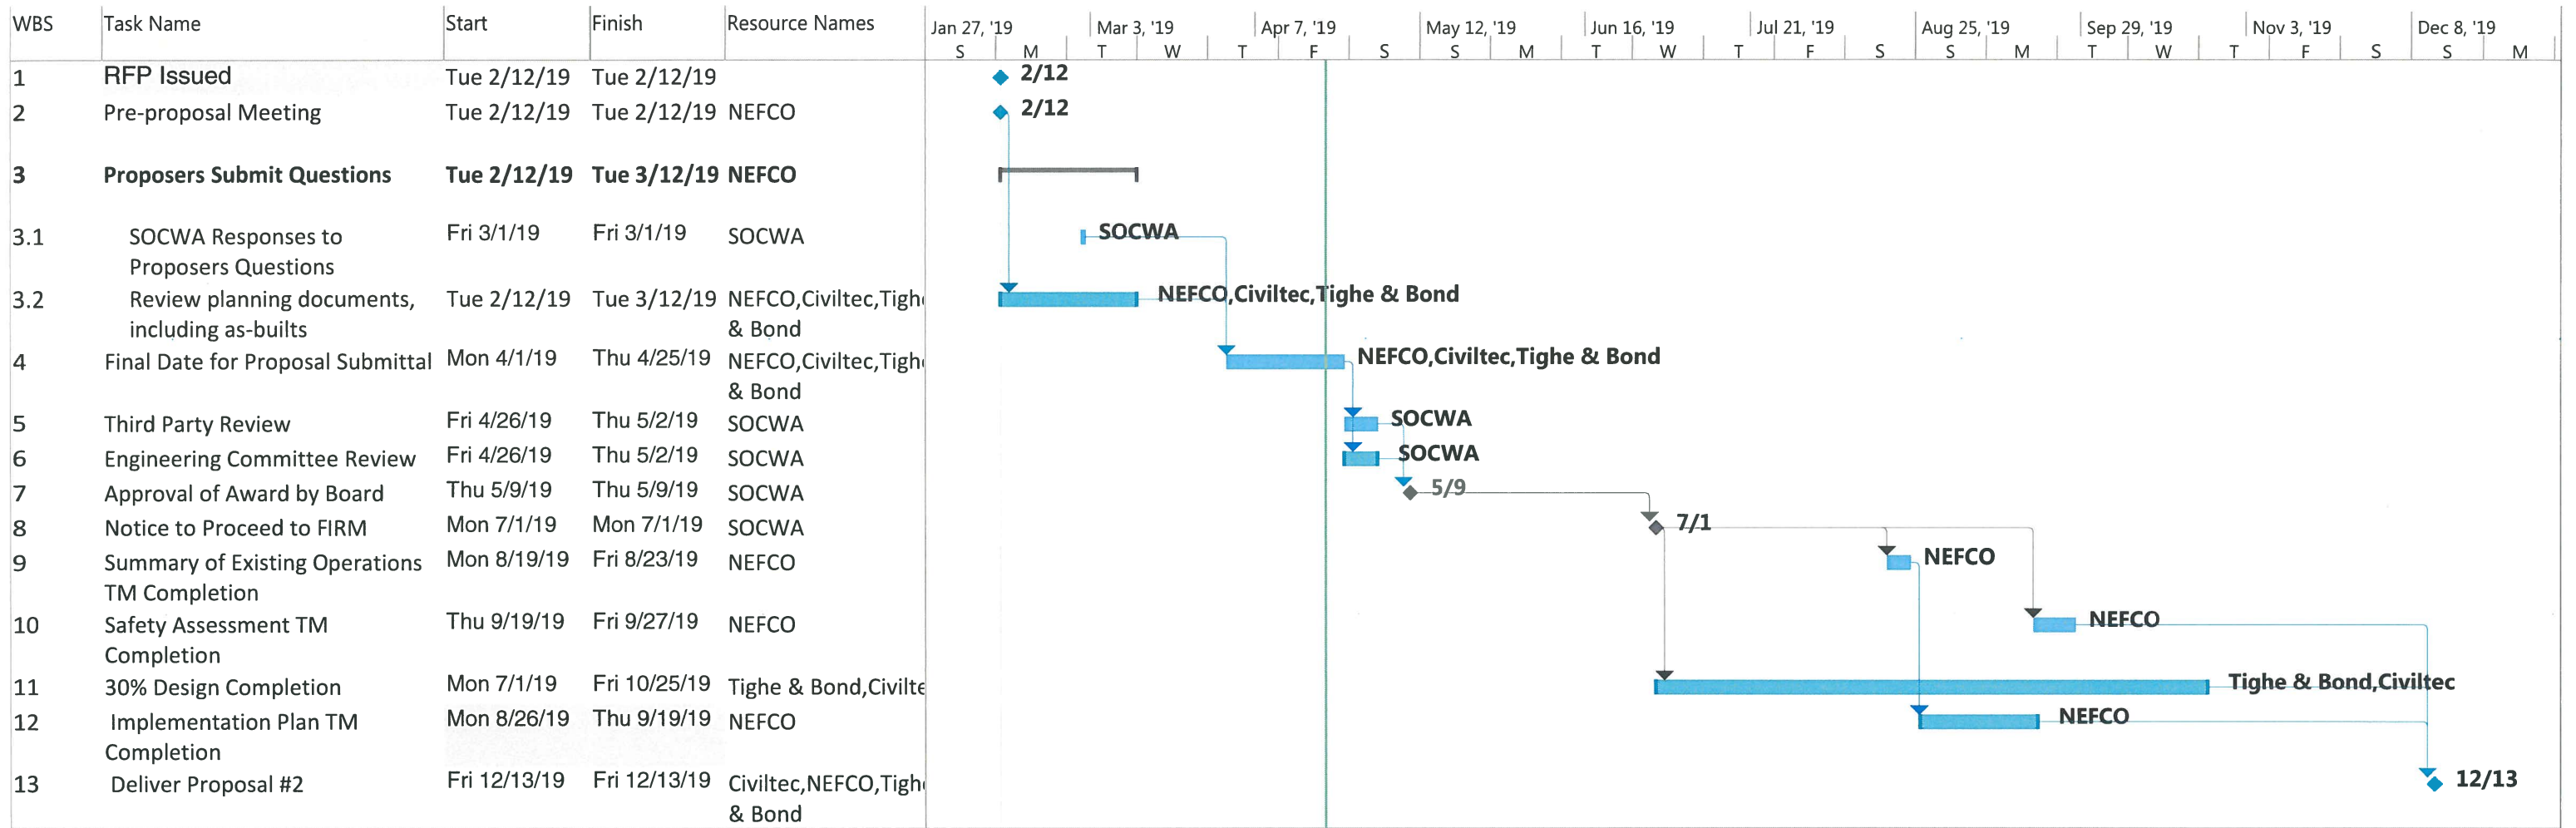 WBS Task Name Start Finish Resource Names Jan 27, '19 Mar 3, '19 Apr 7, '19 May 12, '19 Jun 16, '19 Jul 21, '19 Aug 25, '19 Sep 29, '19 Nov 3, '19 Dec 8, '19
S M T W T F S S M T W T F S S M T W T F S S M
1 RFP Issued Tue 2/12/19 Tue 2/12/19 2/12
2 Pre-proposal Meeting Tue 2/12/19 Tue 2/12/19 NEFCO 2/12
3 Proposers Submit Questions Tue 2/12/19 Tue 3/12/19 NEFCO
3.1 SOCWA Responses to Fri 3/1/19 Fri 3/1/19 SOCWA SOCWA
Proposers Questions
3.2 Review planning documents, Tue 2/12/19 Tue 3/12/19 NEFCO,Civiltec,Tigh NEFCO,Civiltec,Tighe & Bond
including as-builts & Bond
4 Final Date for Proposal Submittal Mon 4/1/19 Thu 4/25/19 NEFCO,Civiltec,Tigh NEFCO,Civiltec,Tighe & Bond
& Bond
5 Third Party Review Fri 4/26/19 Thu 5/2/19 SOCWA SOCWA
6 Engineering Committee Review Fri 4/26/19 Thu 5/2/19 SOCWA SOCWA
7 Approval of Award by Board Thu 5/9/19 Thu 5/9/19 SOCWA 5/9
8 Notice to Proceed to FIRM Mon 7/1/19 Mon 7/1/19 SOCWA 7/1
9 Summary of Existing Operations Mon 8/19/19 Fri 8/23/19 NEFCO NEFCO
TM Completion
10 Safety Assessment TM Thu 9/19/19 Fri 9/27/19 NEFCO NEFCO
Completion
11 30% Design Completion Mon 7/1/19 Fri 10/25/19 Tighe & Bond,Civilte Tighe & Bond,Civiltec
12 Implementation Plan TM Mon 8/26/19 Thu 9/19/19 NEFCO NEFCO
Completion
13 Deliver Proposal #2 Fri 12/13/19 Fri 12/13/19 Civiltec,NEFCO,Tigh 12/13
& Bond